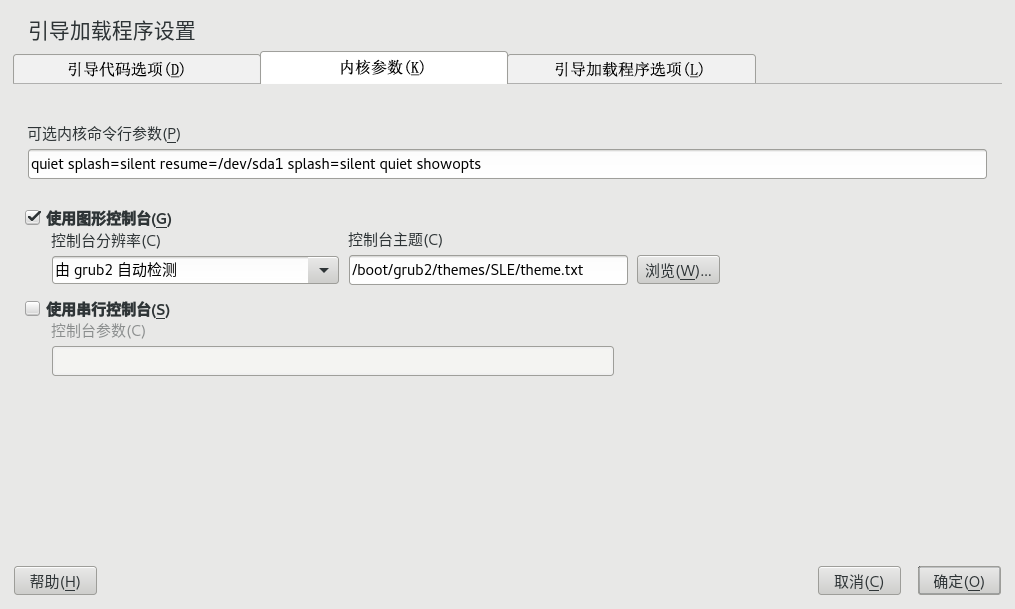 引导加载程序设置
引导代码选项(D) 内核参数(K) 引导加载程序选项(L)
可选内核命令行参数(P)
quiet splash=silent resume=/dev/sda1 splash=silent quiet showopts
使用图形控制台(G)
控制台分辨率(C) 控制台主题(C)
由 grub2 自动检测 /boot/grub2/themes/SLE/theme.txt 浏览(W)...
使用串行控制台(S)
控制台参数(C)
帮助(H) 取消(C) 确定(O)